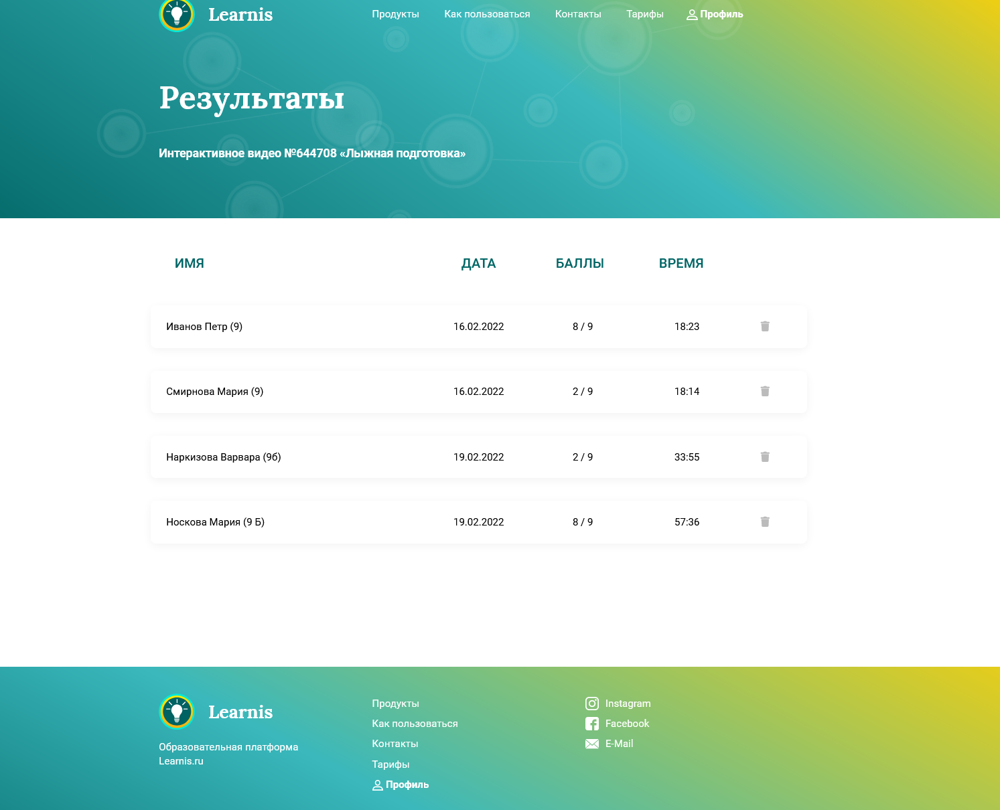 Learnis
Продукты Как пользоваться Контакты Тарифы Профиль
Результаты
Интерактивное видео №644708 «Лыжная подготовка»
ИМЯ ДАТА БАЛЛЫ ВРЕМЯ
Иванов Петр (9) 16.02.2022 8 / 9 18:23
Смирнова Мария (9) 16.02.2022 2 / 9 18:14
Наркизова Варвара (9б) 19.02.2022 2 / 9 33:55
Носкова Мария (9 Б) 19.02.2022 8 / 9 57:36
Learnis
Образовательная платформа
Learnis.ru
Продукты
Как пользоваться
Контакты
Тарифы
Профиль
Instagram
Facebook
E-Mail